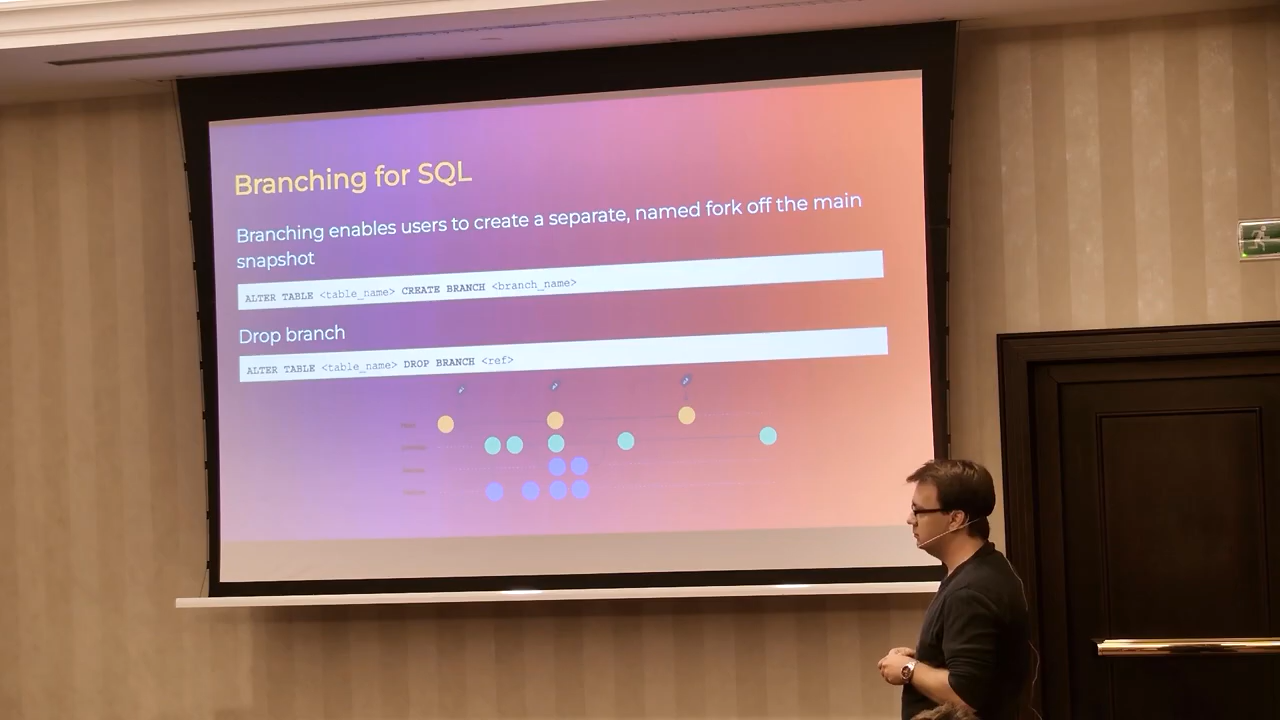 Branching for SQL
Branching enables users to create a separate, named fork off the main
snapshot
ALTER TABLE <table_name> CREATE BRANCH <branch_name>
Drop branch
ALTER TABLE <table_name> DROP BRANCH <ref>